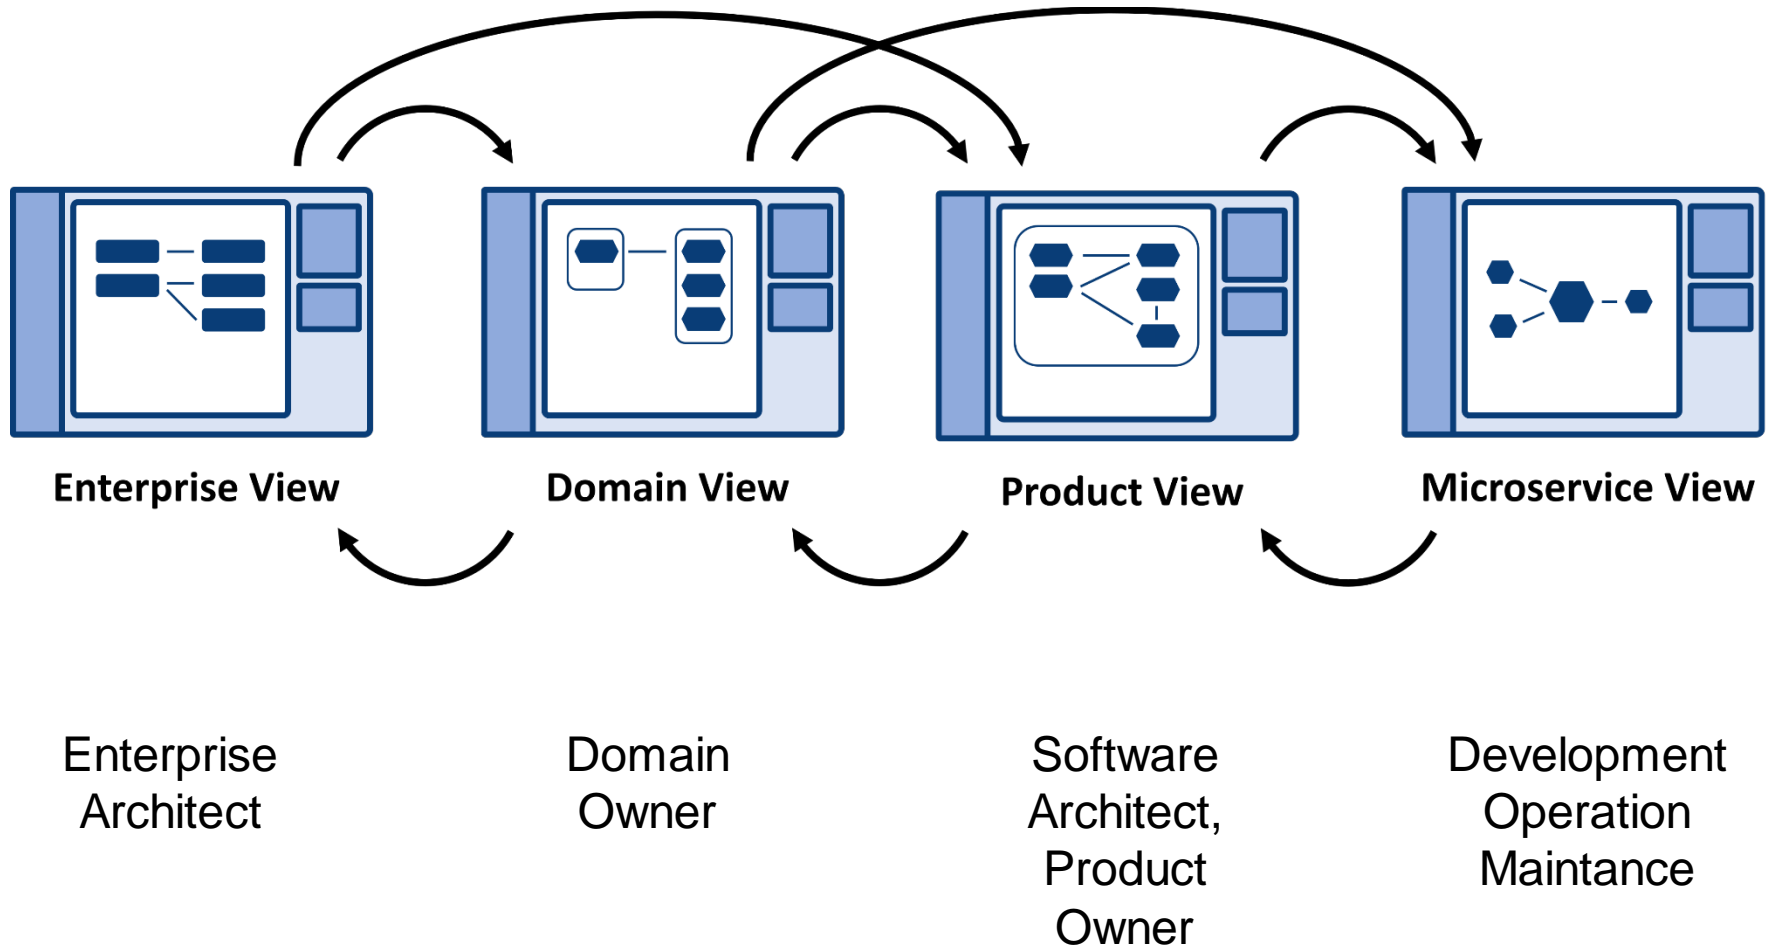 Enterprise View
Domain View
Product View
Microservice View
Enterprise
Architect
Domain
Owner
Software
Architect,
Product
Owner
Development
Operation
Maintance